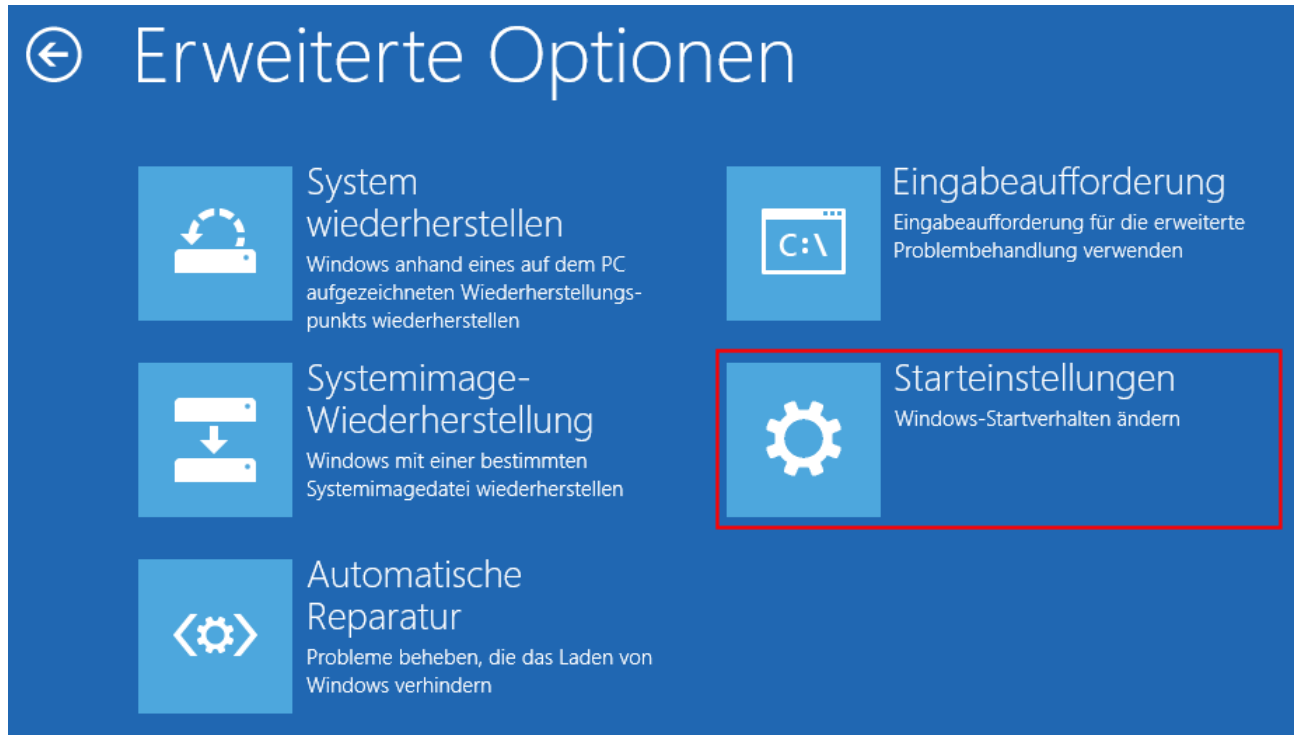 Erweiterte Optionen
System
wiederherstellen
Windows anhand eines auf dem PC
aufgezeichneten Wiederherstellungs-
punkts wiederherstellen
Systemimage-
Wiederherstellung
Windows mit einer bestimmten
Systemimagedatei wiederherstellen
Automatische
Reparatur
Probleme beheben, die das Laden von
Windows verhindern
C:\
Eingabeaufforderung
Eingabeaufforderung für die erweiterte
Problembehandlung verwenden
Starteinstellungen
Windows-Startverhalten ändern